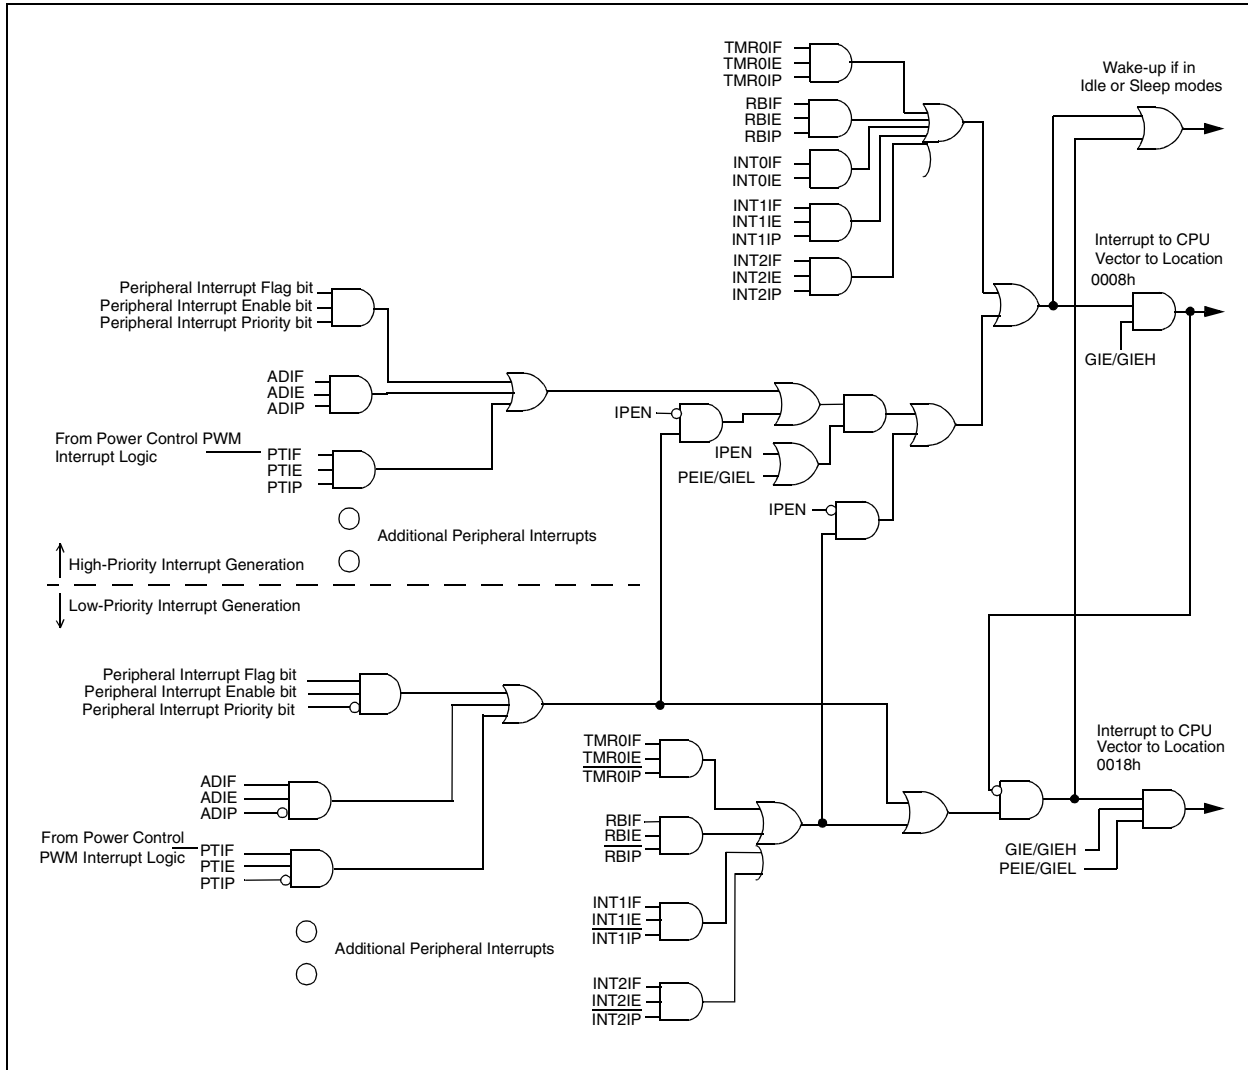 TMR0IF
TMR0IE
TMR0IP
RBIF
RBIE
RBIP
INT0IF
INT0IE
INT1IF
INT1IE
INT1IP
INT2IF
INT2IE
INT2IP
Wake-up if in
Idle or Sleep modes
Interrupt to CPU
Vector to Location
0008h
GIE/GIEH
Peripheral Interrupt Flag bit
Peripheral Interrupt Enable bit
Peripheral Interrupt Priority bit
ADIF
ADIE
ADIP
From Power Control PWM
Interrupt Logic
PTIF
PTIE
PTIP
IPEN
IPEN
PEIE/GIEL
IPEN
Additional Peripheral Interrupts
High-Priority Interrupt Generation
Low-Priority Interrupt Generation
Peripheral Interrupt Flag bit
Peripheral Interrupt Enable bit
Peripheral Interrupt Priority bit
ADIF
ADIE
ADIP
From Power Control
PWM Interrupt Logic
PTIF
PTIE
PTIP
Additional Peripheral Interrupts
TMR0IF
TMR0IE
TMR0IP
RBIF
RBIE
RBIP
INT1IF
INT1IE
INT1IP
INT2IF
INT2IE
INT2IP
Interrupt to CPU
Vector to Location
0018h
GIE/GIEH
PEIE/GIEL